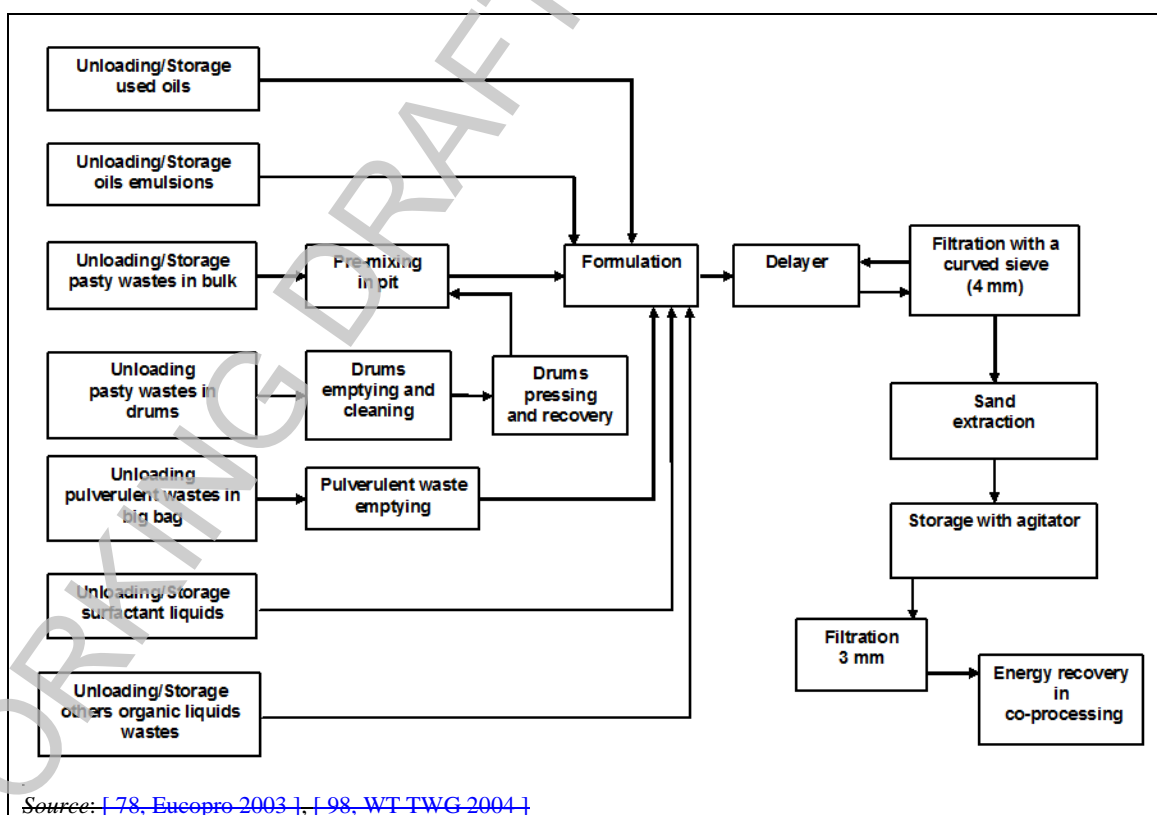 Unloading/Storage
used oils
Unloading/Storage
oils emulsions
Unloading/Storage
pasty wastes in bulk
Pre-mixing
in pit
Formulation
Delayer
Filtration with a
curved sieve
(4 mm)
Unloading
pasty wastes in
drums
Drums
emptying and
cleaning
Drums
pressing
and recovery
Sand
extraction
Unloading
pulverulent wastes in
big bag
Pulverulent waste
emptying
Storage with agitator
Unloading/Storage
surfactant liquids
Filtration
3 mm
Unloading/Storage
others organic liquids
wastes
Energy recovery
in
co-processing
Source: [ 78, Eucopro 2003 ], [ 98, WT TWG 2004 ]
ORKING DRAFT